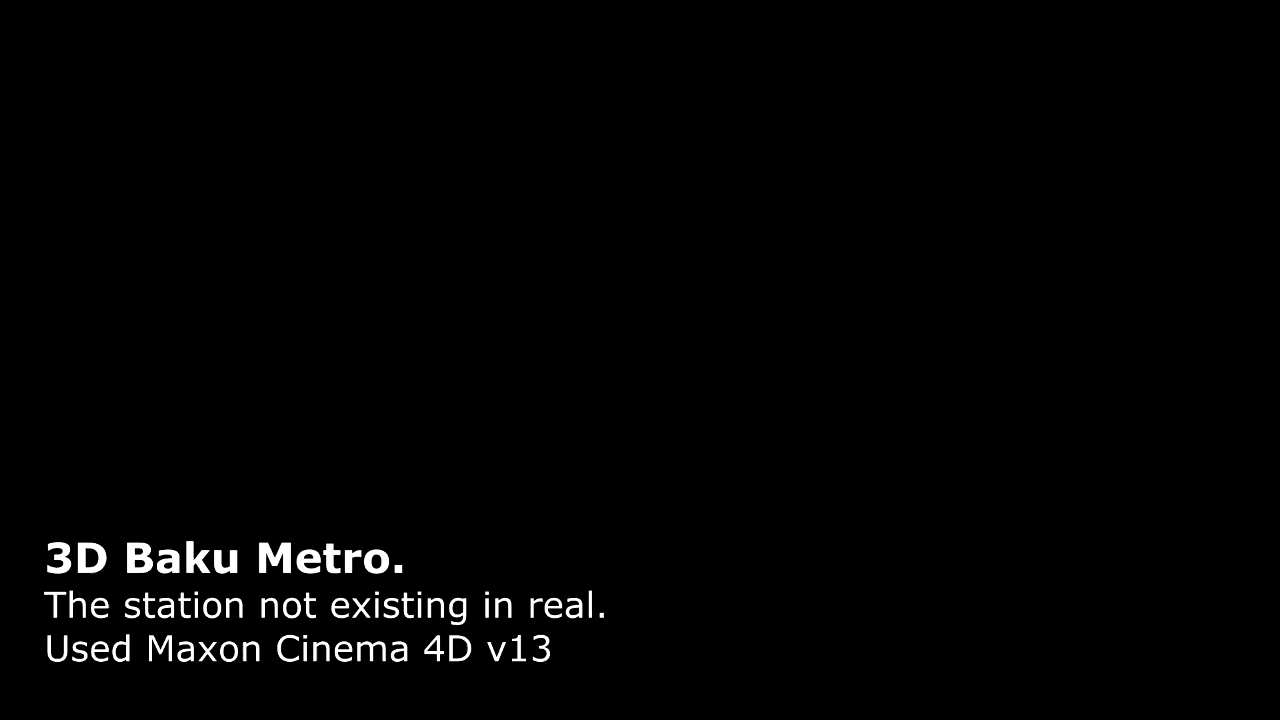 3D Baku Metro.
The station not existing in real.
Used Maxon Cinema 4D v13